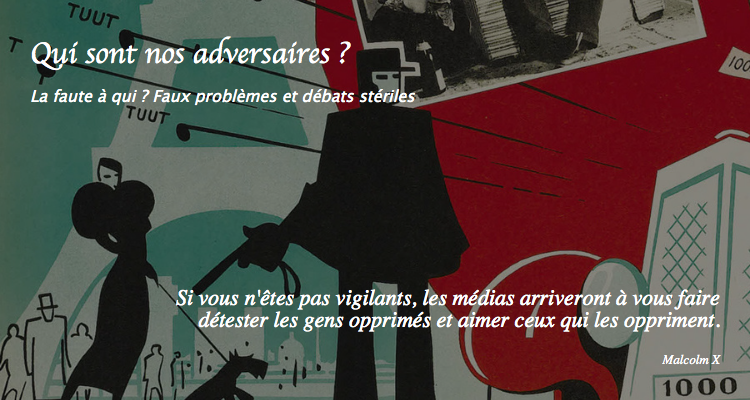 TUUT
T
Qui sont nos adversaires ?
100
La faute à qui ? Faux problèmes et débats stériles
TUUT
Si vous n'êtes pas vigilants, les médias arriveront à vous faire
détester les gens opprimés et aimer ceux qui les oppriment.
Malcolm X
1000